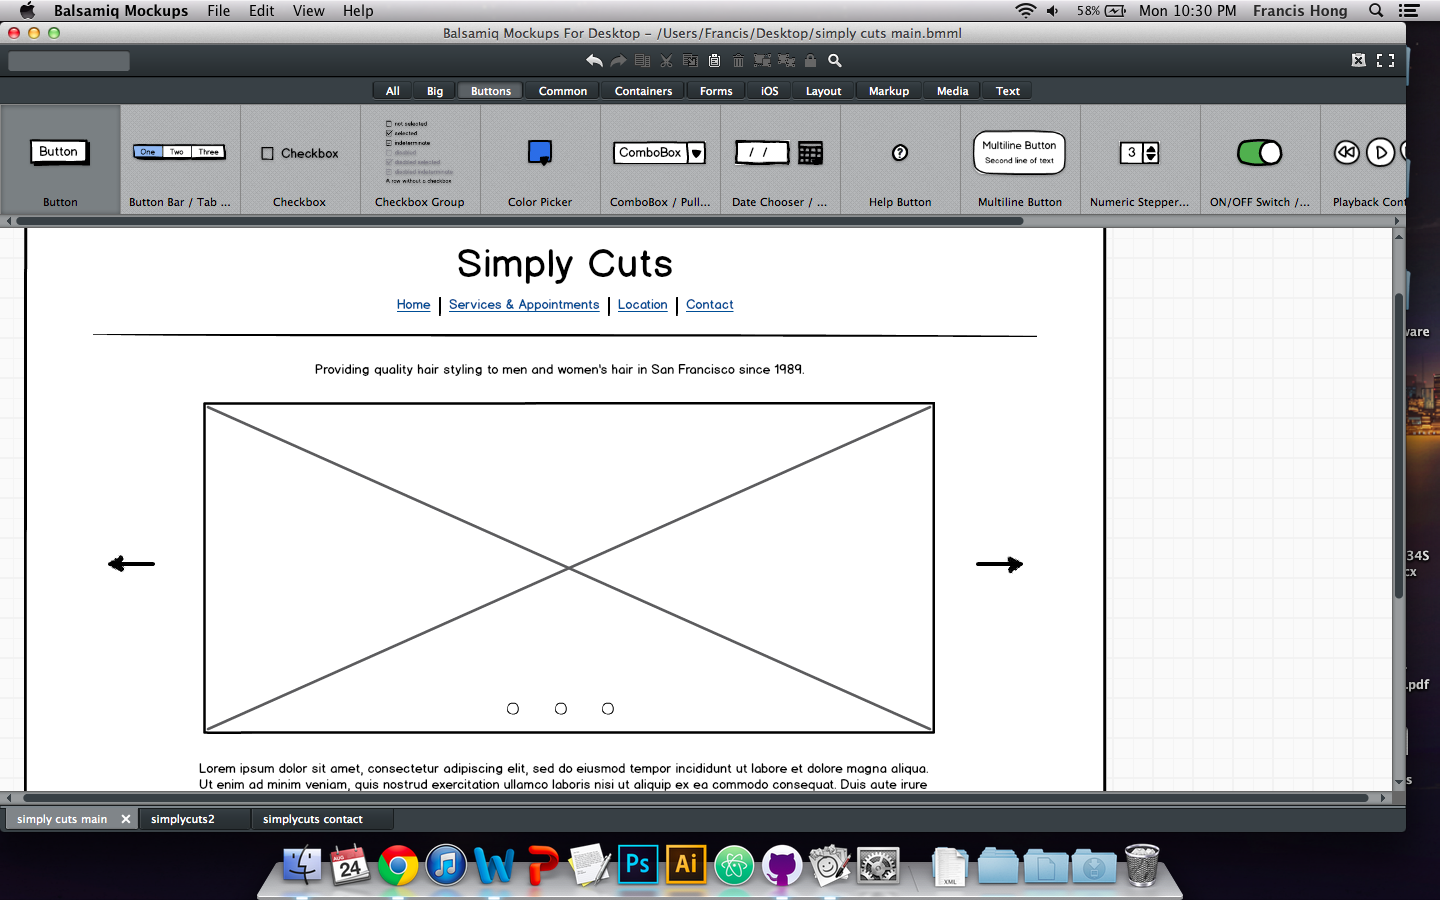 Balsamiq Mockups File Edit View Help 58% Mon 10:30 PM Francis Hong
Balsamiq Mockups For Desktop - /Users/Francis/Desktop/simply cuts main.bmml
All Big Buttons Common Containers Forms iOS Layout Markup Media Text
Button
One Two Three
Checkbox
not selected
selected
indeterminate
disabled
disabled selected
disabled indeterminate
A row without a checkbox
ComboBox
/ /
?
Multiline Button
Second line of text
3
Button Button Bar / Tab ... Checkbox Checkbox Group Color Picker ComboBox / Pull... Date Chooser / ... Help Button Multiline Button Numeric Stepper... ON/OFF Switch /... Playback Cont
Simply Cuts
Home Services & Appointments Location Contact
Providing quality hair styling to men and women's hair in San Francisco since 1989.
Lorem ipsum dolor sit amet, consectetur adipiscing elit, sed do eiusmod tempor incididunt ut labore et dolore magna aliqua.
Ut enim ad minim veniam, quis nostrud exercitation ullamco laboris nisi ut aliquip ex ea commodo consequat. Duis aute irure
ware
34S
cx
.pdf
s
simply cuts main simplycuts2 simplycuts contact
AUG
24
W
P
Ps
Ai
XML